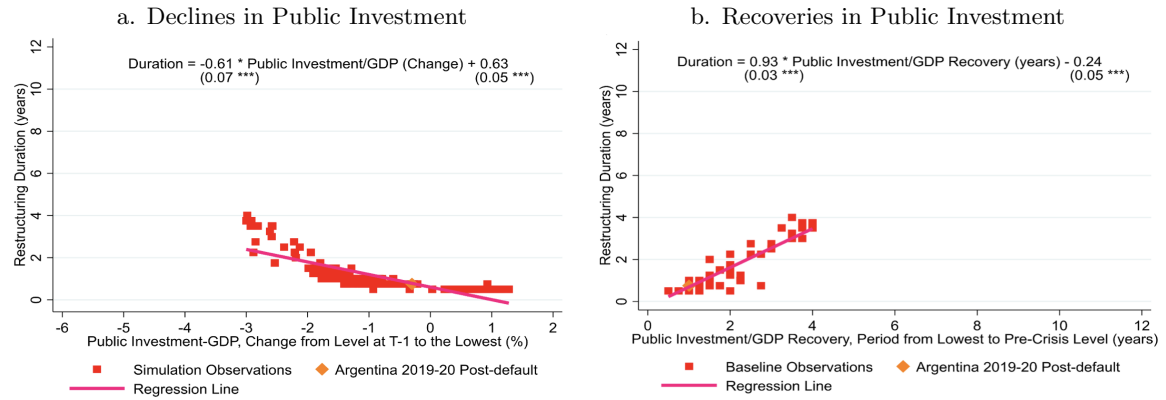 a. Declines in Public Investment
Duration = -0.61 * Public Investment/GDP (Change) + 0.63
(0.07 ***) (0.05 ***)
Restructuring Duration (years)
12
10
8
6
4
2
0
-6 -5 -4 -3 -2 -1 0 1 2
Public Investment-GDP, Change from Level at T-1 to the Lowest (%)
Simulation Observations Argentina 2019-20 Post-default
Regression Line
b. Recoveries in Public Investment
Duration = 0.93 * Public Investment/GDP Recovery (years) - 0.24
(0.03 ***) (0.05 ***)
Restructuring Duration (years)
12
10
8
6
4
2
0
0 2 4 6 8 10 12
Public Investment/GDP Recovery, Period from Lowest to Pre-Crisis Level (years)
Baseline Observations Argentina 2019-20 Post-default
Regression Line